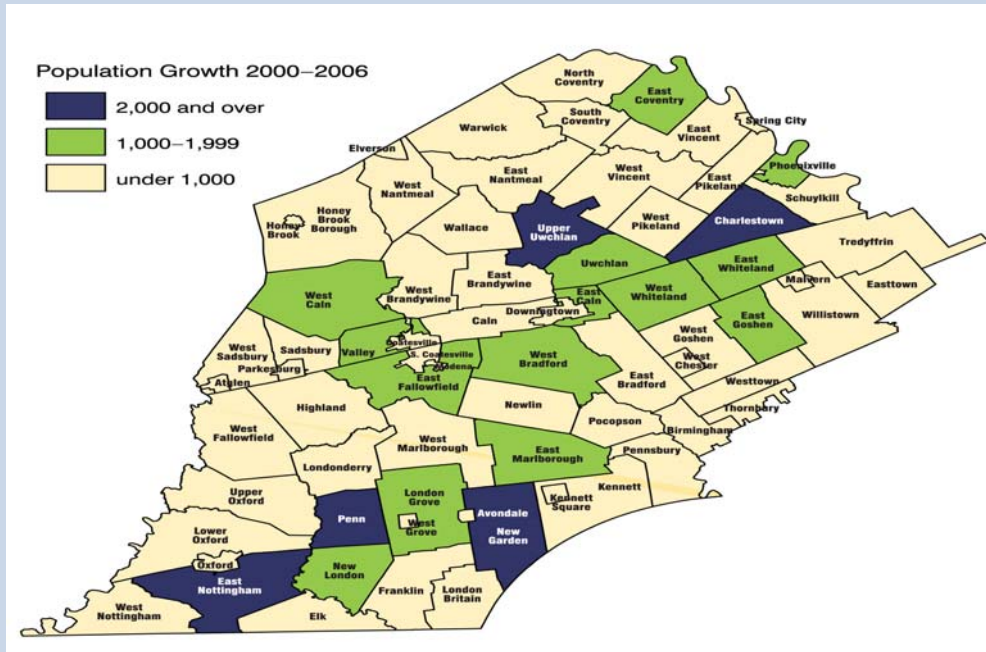 Population Growth 2000–2006
2,000 and over
1,000–1,999
under 1,000
North
Coventry
East
Coventry
South
Coventry
Warwick
East
Vincent
Spring City
Elverson
Phoenixville
East
Nantmeal
West
Vincent
East
Pikeland
West
Nantmeal
Schuylkill
Honey
Brook
Borough
Honey
Brook
Wallace
Upper
Uwchlan
West
Pikeland
Charlestown
Tredyffrin
Uwchlan
East
Whiteland
West
Caln
West
Brandywine
East
Brandywine
East
Caln
West
Whiteland
Malvern
Easttown
Downingtown
Caln
East
Goshen
Willistown
West
Sadsbury
Sadsbury
Valley
Coatesville
S. Coatesville
Modena
West
Bradford
West
Goshen
West
Chester
Parkesburg
Atglen
East
Fallowfield
East
Bradford
Westtown
Highland
Newlin
Thornbury
Pocopson
Birmingham
West
Fallowfield
West
Marlborough
East
Marlborough
Pennsbury
Londonderry
Upper
Oxford
London
Grove
Kennett
Kennett
Square
Penn
West
Grove
Avondale
New
Garden
Lower
Oxford
Oxford
East
Nottingham
New
London
Franklin
London
Britain
West
Nottingham
Elk